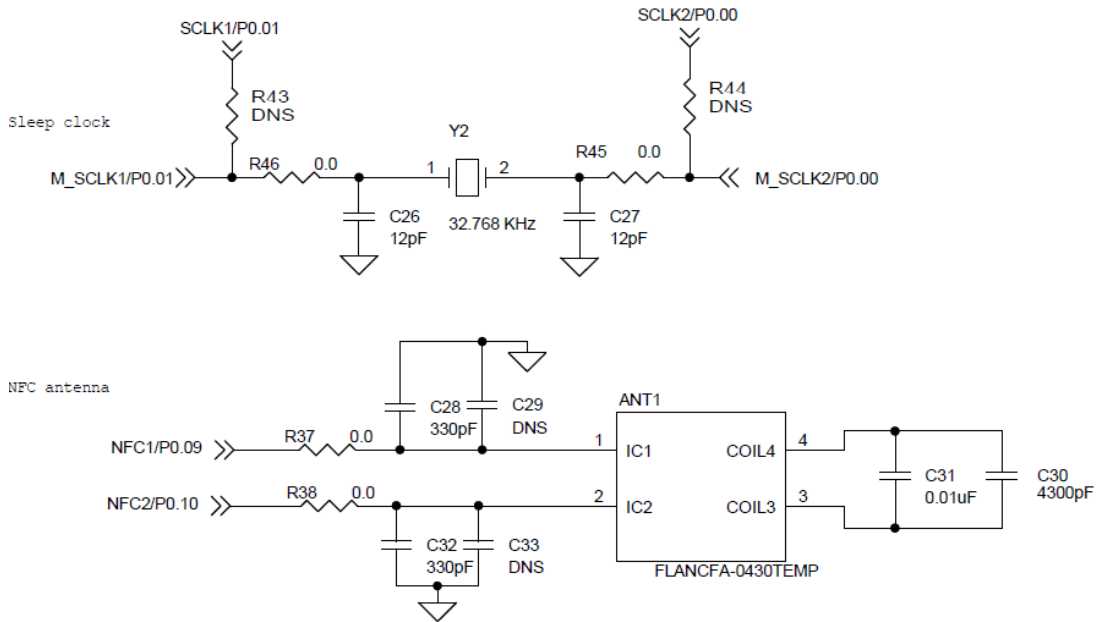 SCLK1/P0.01
SCLK2/P0.00
R43
DNS
R44
DNS
Sleep clock
Y2
M_SCLK1/P0.01
R46
0.0
1
2
R45
0.0
M_SCLK2/P0.00
C26
12pF
32.768 KHz
C27
12pF
NFC antenna
ANT1
C28
330pF
C29
DNS
NFC1/P0.09
R37
0.0
1
IC1
COIL4
4
C31
0.01uF
C30
4300pF
NFC2/P0.10
R38
0.0
2
IC2
COIL3
3
C32
330pF
C33
DNS
FLANCFA-0430TEMP